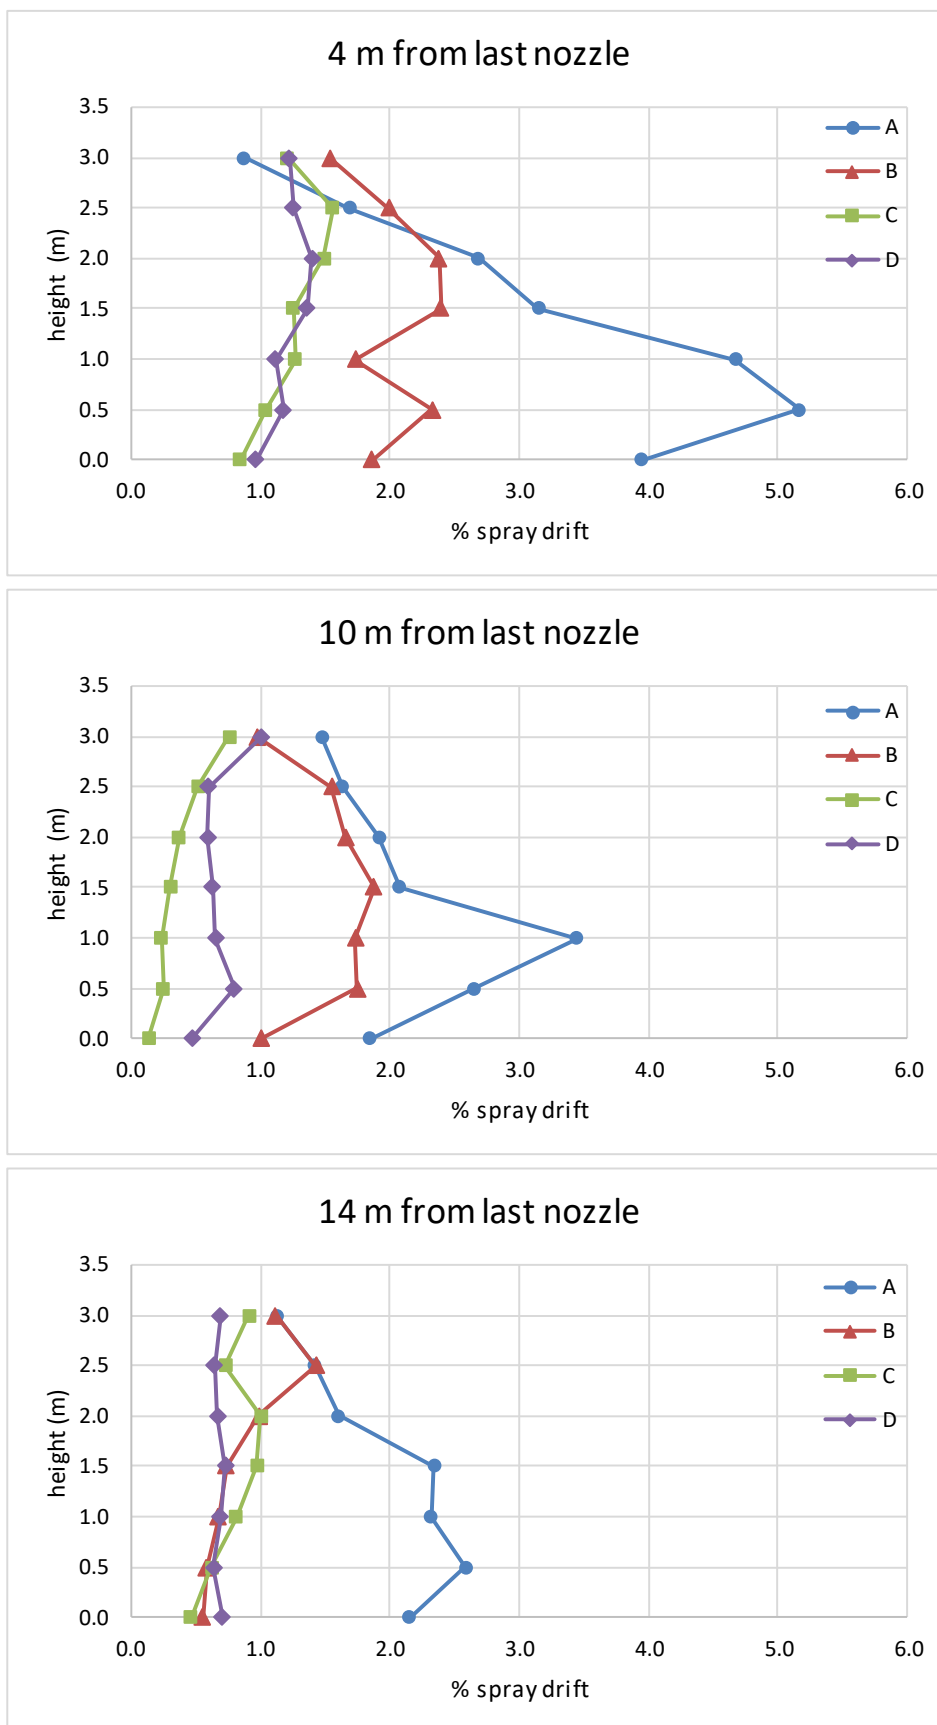 4 m from last nozzle
3.5
3.0
2.5
2.0
1.5
1.0
0.5
0.0
height (m)
0.0 1.0 2.0 3.0 4.0 5.0 6.0
% spray drift
A
B
C
D
10 m from last nozzle
3.5
3.0
2.5
2.0
1.5
1.0
0.5
0.0
height (m)
0.0 1.0 2.0 3.0 4.0 5.0 6.0
% spray drift
A
B
C
D
14 m from last nozzle
3.5
3.0
2.5
2.0
1.5
1.0
0.5
0.0
height (m)
0.0 1.0 2.0 3.0 4.0 5.0 6.0
% spray drift
A
B
C
D